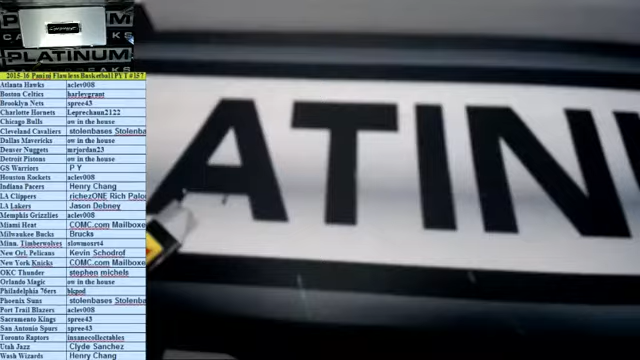 PLATINUM
PLATINUM
2015-16 Panini Flawless Basketball PYT #157
Atlanta Hawks aclev008
Boston Celtics harleygrant
Brooklyn Nets spree43
Charlotte Hornets Leprechaun2122
Chicago Bulls ow in the house
Cleveland Cavaliers stolenbases Stolenba
Dallas Mavericks ow in the house
Denver Nuggets mrjordan23
Detroit Pistons ow in the house
GS Warriors P Y
Houston Rockets aclev008
Indiana Pacers Henry Chang
LA Clippers richezONE Rich Palo
LA Lakers Jason Debney
Memphis Grizzlies aclev008
Miami Heat COMC.com Mailboxe
Milwaukee Bucks Brucks
Minn. Timberwolves slowmosrt4
New Orl. Pelicans Kevin Schodrof
New York Knicks COMC.com Mailboxe
OKC Thunder stephen michels
Orlando Magic ow in the house
Philadelphia 76ers bkpod
Phoenix Suns stolenbases Stolenba
Port Trail Blazers aclev008
Sacramento Kings spree43
San Antonio Spurs spree43
Toronto Raptors insanecollectables
Utah Jazz Clyde Sanchez
Wash Wizards Henry Chang
ATIN